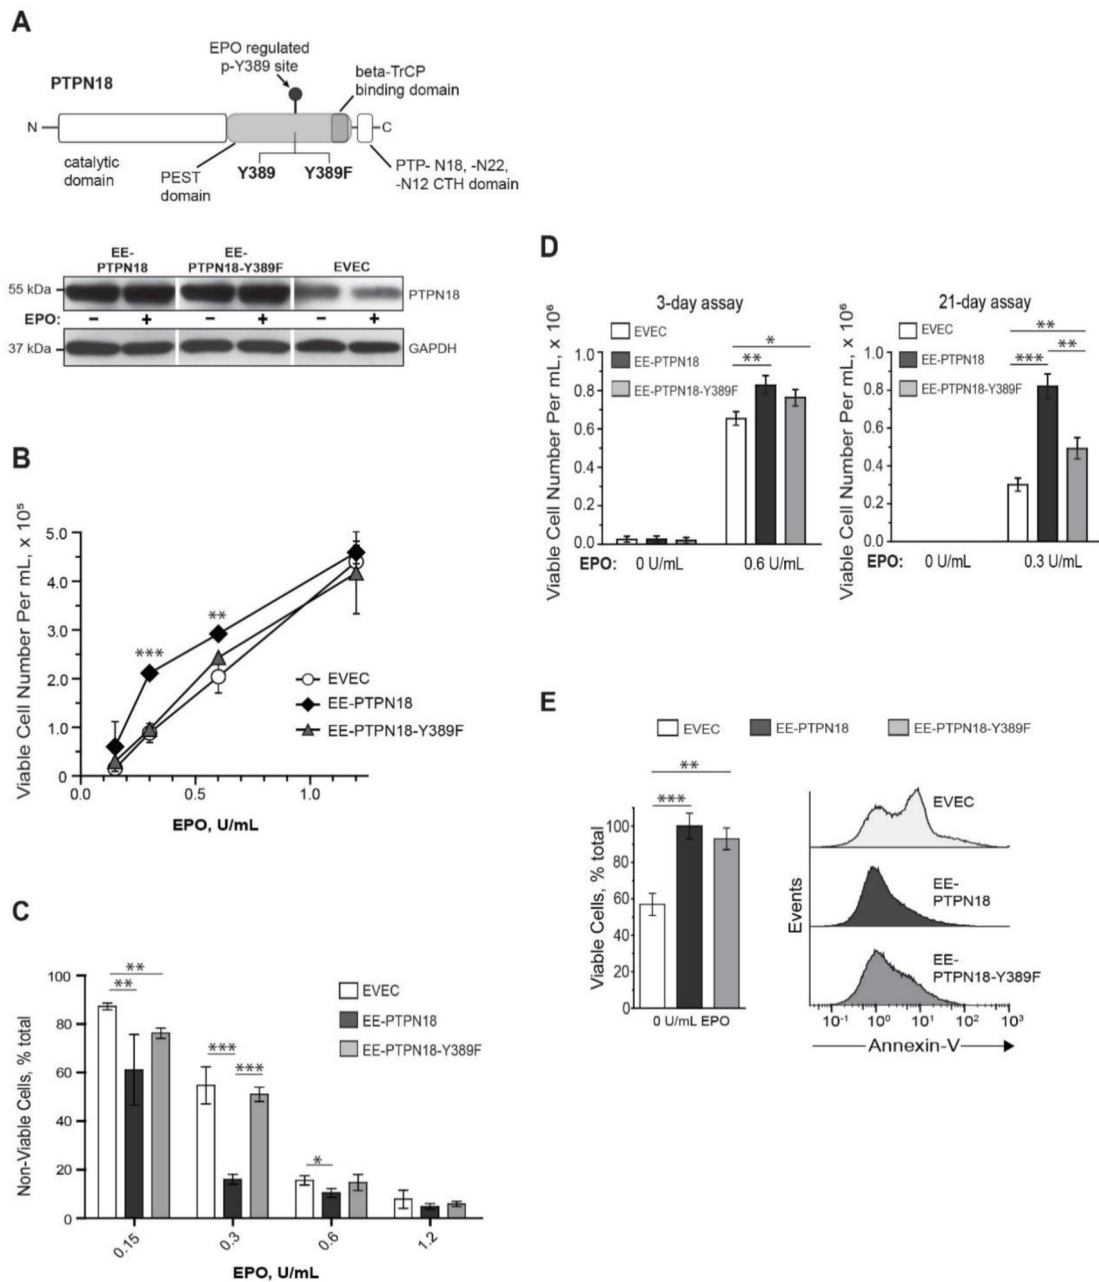 A
EPO regulated
p-Y389 site
beta-TrCP
binding domain
PTPN18
N
C
catalytic
domain
PEST
domain
Y389
Y389F
PTP- N18, -N22,
-N12 CTH domain
EE-
PTPN18
EE-
PTPN18-Y389F
EVEC
55 kDa
PTPN18
EPO: − + − + − +
37 kDa
GAPDH
B
Viable Cell Number Per mL, x 10⁵
5.0
4.0
3.0
2.0
1.0
0
***
**
EVEC
EE-PTPN18
EE-PTPN18-Y389F
0.0 0.5 1.0
EPO, U/mL
C
Non-Viable Cells, % total
100
80
60
40
20
0
**
**
***
***
*
EVEC
EE-PTPN18
EE-PTPN18-Y389F
0.15 0.3 0.6 1.2
EPO, U/mL
D
3-day assay
Viable Cell Number Per mL, x 10⁶
EVEC
EE-PTPN18
EE-PTPN18-Y389F
1.0
0.8
0.6
0.4
0.2
0.0
*
**
EPO: 0 U/mL 0.6 U/mL
21-day assay
Viable Cell Number Per mL, x 10⁶
EVEC
EE-PTPN18
EE-PTPN18-Y389F
1.0
0.8
0.6
0.4
0.2
0.0
**
***
**
EPO: 0 U/mL 0.3 U/mL
E
EVEC
EE-PTPN18
EE-PTPN18-Y389F
Viable Cells, % total
100
80
60
40
20
0
**
***
0 U/mL EPO
Events
EVEC
EE-
PTPN18
EE-
PTPN18-Y389F
10⁻¹ 10⁰ 10¹ 10² 10³
Annexin-V